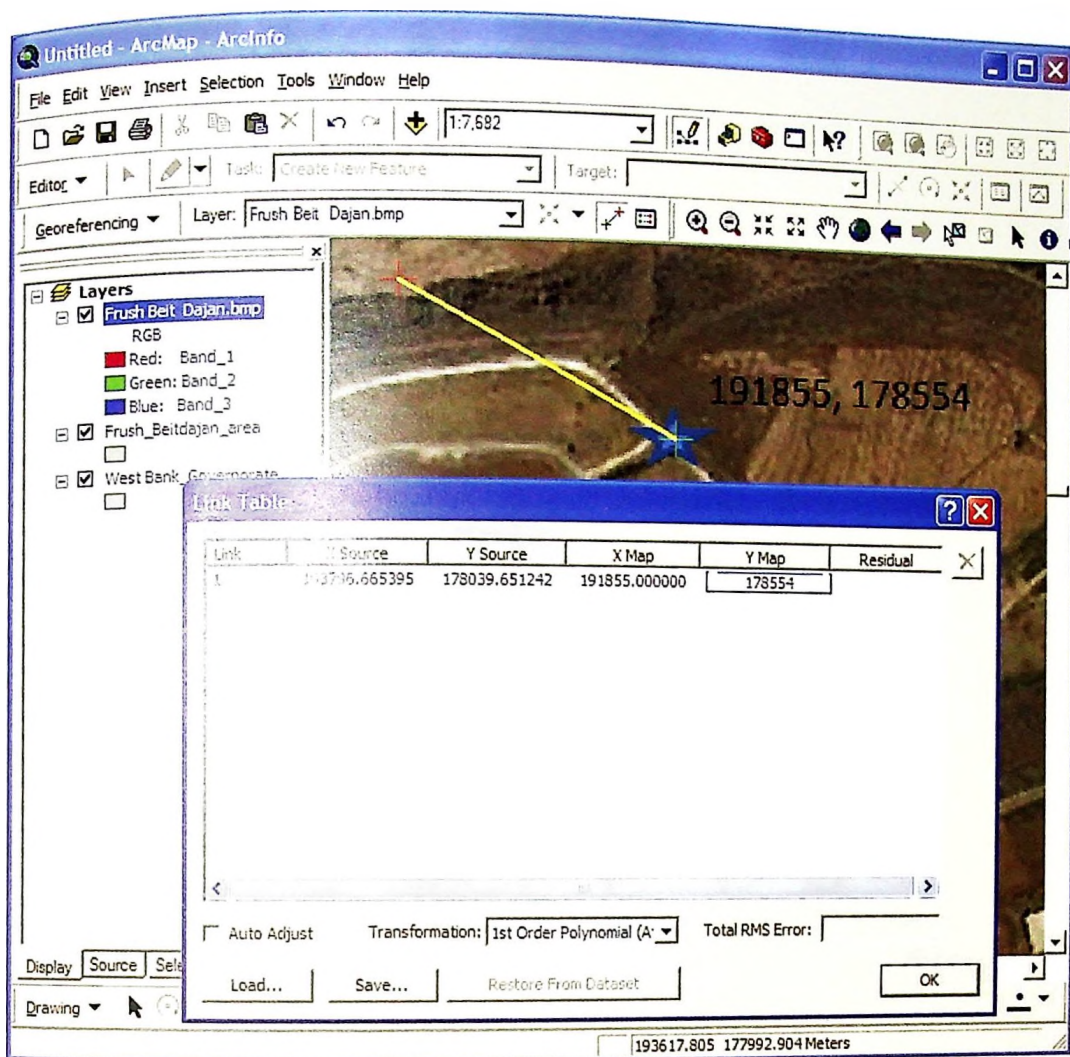 Untitled - ArcMap - ArcInfo
File Edit View Insert Selection Tools Window Help
1:7,682
Editor Task: Create New Feature Target:
Georeferencing Layer: Frush Beit Dajan.bmp
Layers
Frush Beit Dajan.bmp
RGB
Red: Band_1
Green: Band_2
Blue: Band_3
Frush_Beitdajan_area
West Bank_Governorate
191855, 178554
Link Table
Link X Source Y Source X Map Y Map Residual
1 178039.651242 191855.000000 178554
Auto Adjust Transformation: 1st Order Polynomial (A Total RMS Error:
Load... Save... Restore From Dataset OK
Display Source Sele
Drawing
193617.805 177992.904 Meters